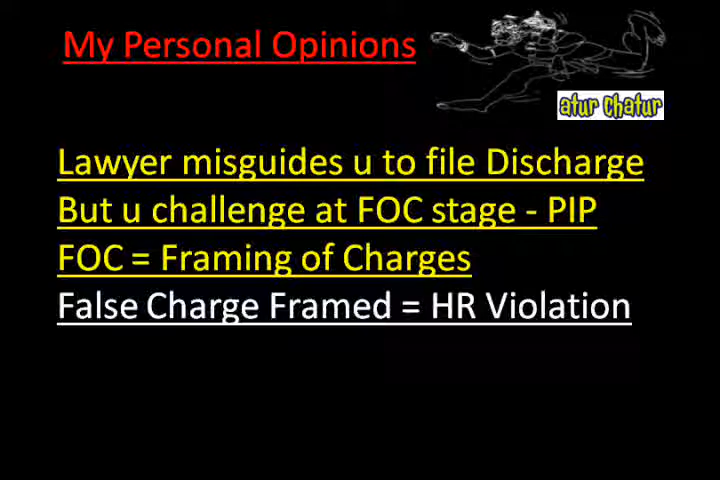 My Personal Opinions
atur chatur
Lawyer misguides u to file Discharge
But u challenge at FOC stage - PIP
FOC = Framing of Charges
False Charge Framed = HR Violation